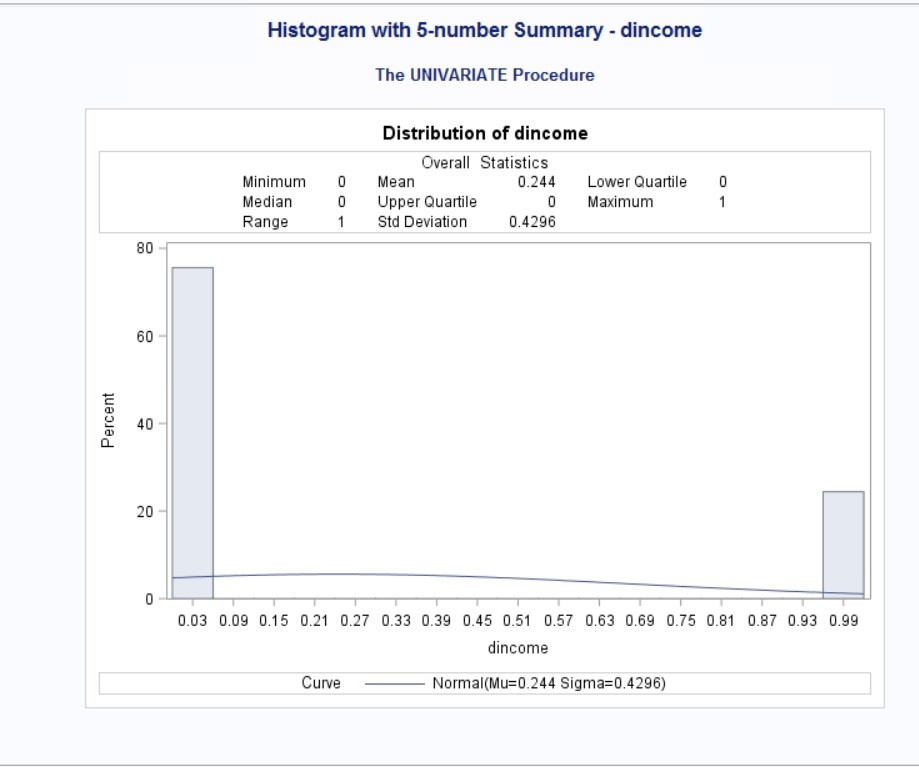 Histogram with 5-number Summary - dincome
The UNIVARIATE Procedure
Distribution of dincome
Overall Statistics
Minimum 0 Mean 0.244 Lower Quartile 0
Median 0 Upper Quartile 0 Maximum 1
Range 1 Std Deviation 0.4296
80
60
40
20
0
Percent
0.03 0.09 0.15 0.21 0.27 0.33 0.39 0.45 0.51 0.57 0.63 0.69 0.75 0.81 0.87 0.93 0.99
dincome
Curve Normal(Mu=0.244 Sigma=0.4296)